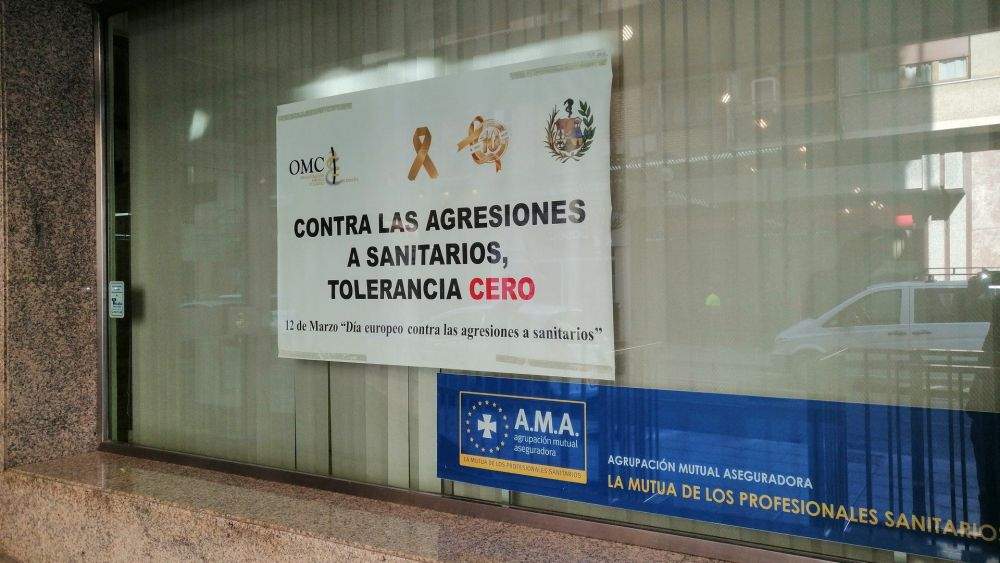 OMC
CONTRA LAS AGRESIONES
A SANITARIOS,
TOLERANCIA CERO
12 de Marzo "Día europeo contra las agresiones a sanitarios"
A.M.A.
agrupación mutual
aseguradora
LA MUTUA DE LOS PROFESIONALES SANITARIOS
AGRUPACIÓN MUTUAL ASEGURADORA
LA MUTUA DE LOS PROFESIONALES SANITARIOS